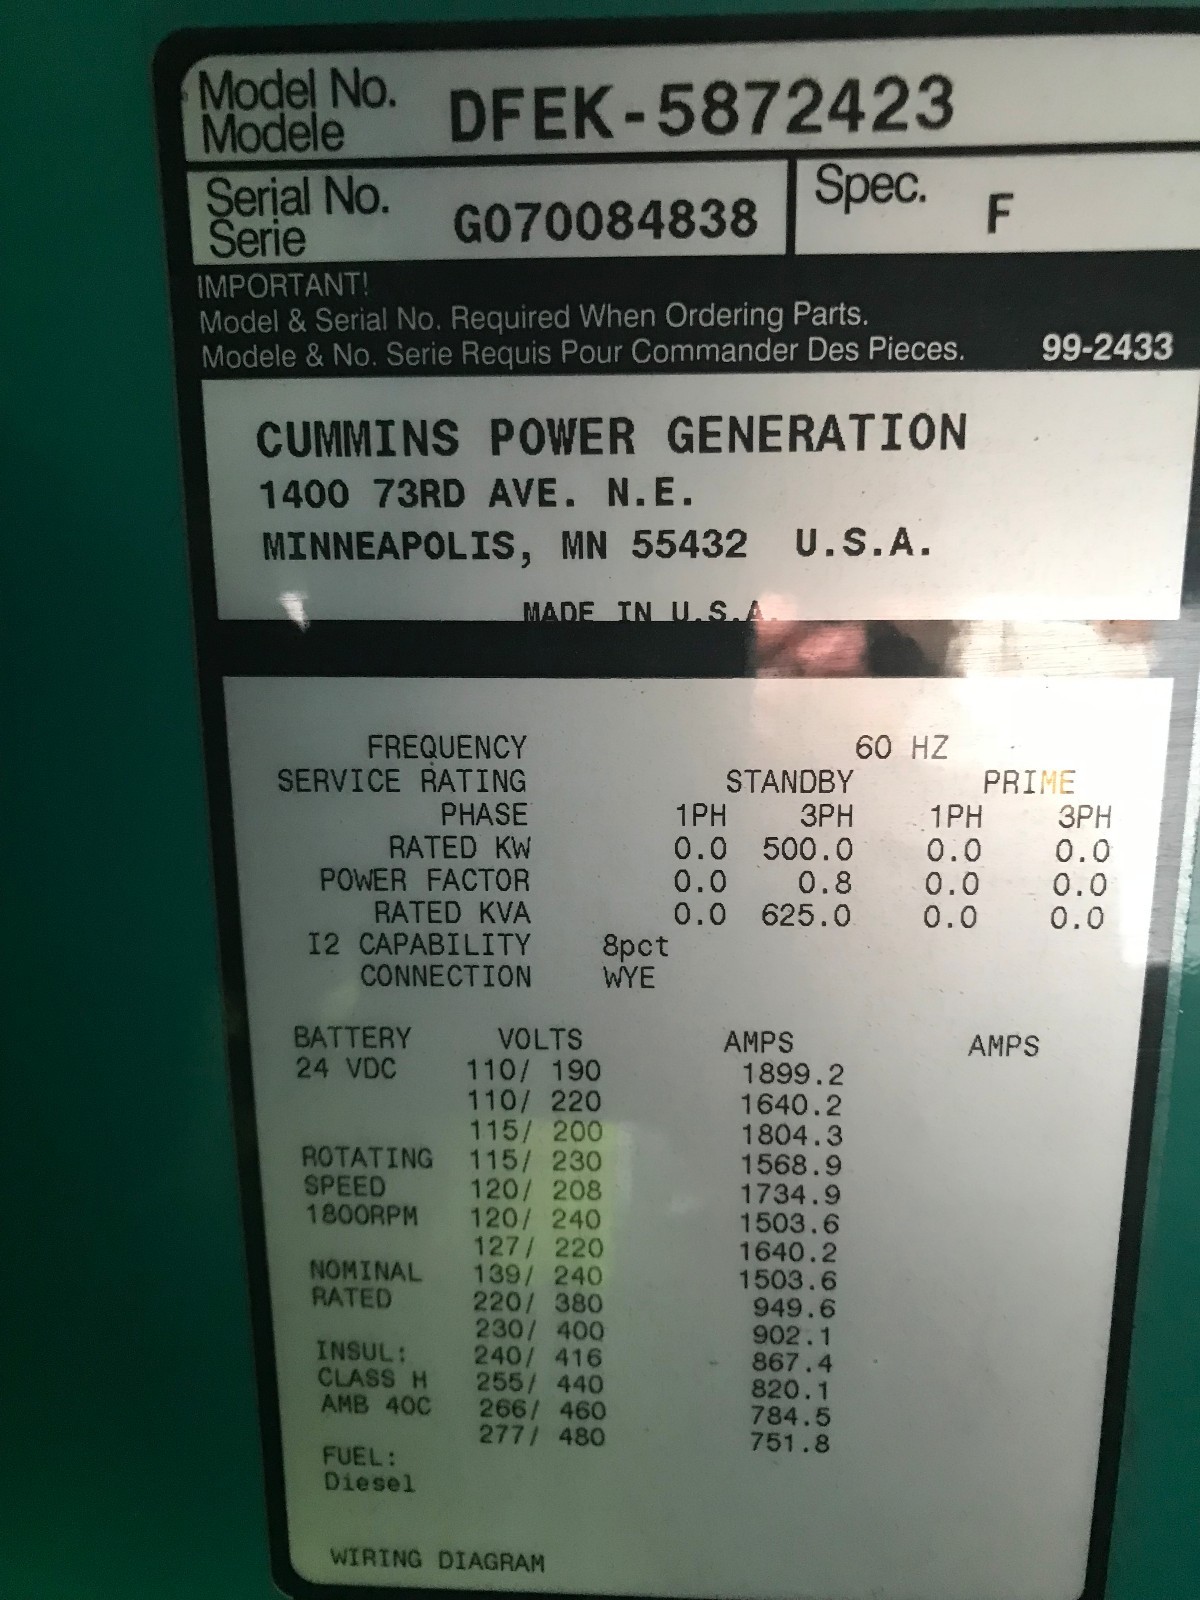 Model No. DFEK-5872423
Modele
Serial No. G070084838 Spec. F
Serie
IMPORTANT!
Model & Serial No. Required When Ordering Parts.
Modele & No. Serie Requis Pour Commander Des Pieces. 99-2433
CUMMINS POWER GENERATION
1400 73RD AVE. N.E.
MINNEAPOLIS, MN 55432 U.S.A.
MADE IN U.S.A.
FREQUENCY 60 HZ
SERVICE RATING STANDBY PRIME
PHASE 1PH 3PH 1PH 3PH
RATED KW 0.0 500.0 0.0 0.0
POWER FACTOR 0.0 0.8 0.0 0.0
RATED KVA 0.0 625.0 0.0 0.0
I2 CAPABILITY 8pct
CONNECTION WYE
BATTERY VOLTS AMPS AMPS
24 VDC 110/ 190 1899.2
110/ 220 1640.2
115/ 200 1804.3
ROTATING 115/ 230 1568.9
SPEED 120/ 208 1734.9
1800RPM 120/ 240 1503.6
127/ 220 1640.2
NOMINAL 139/ 240 1503.6
RATED 220/ 380 949.6
230/ 400 902.1
INSUL: 240/ 416 867.4
CLASS H 255/ 440 820.1
AMB 40C 266/ 460 784.5
277/ 480 751.8
FUEL:
Diesel
WIRING DIAGRAM